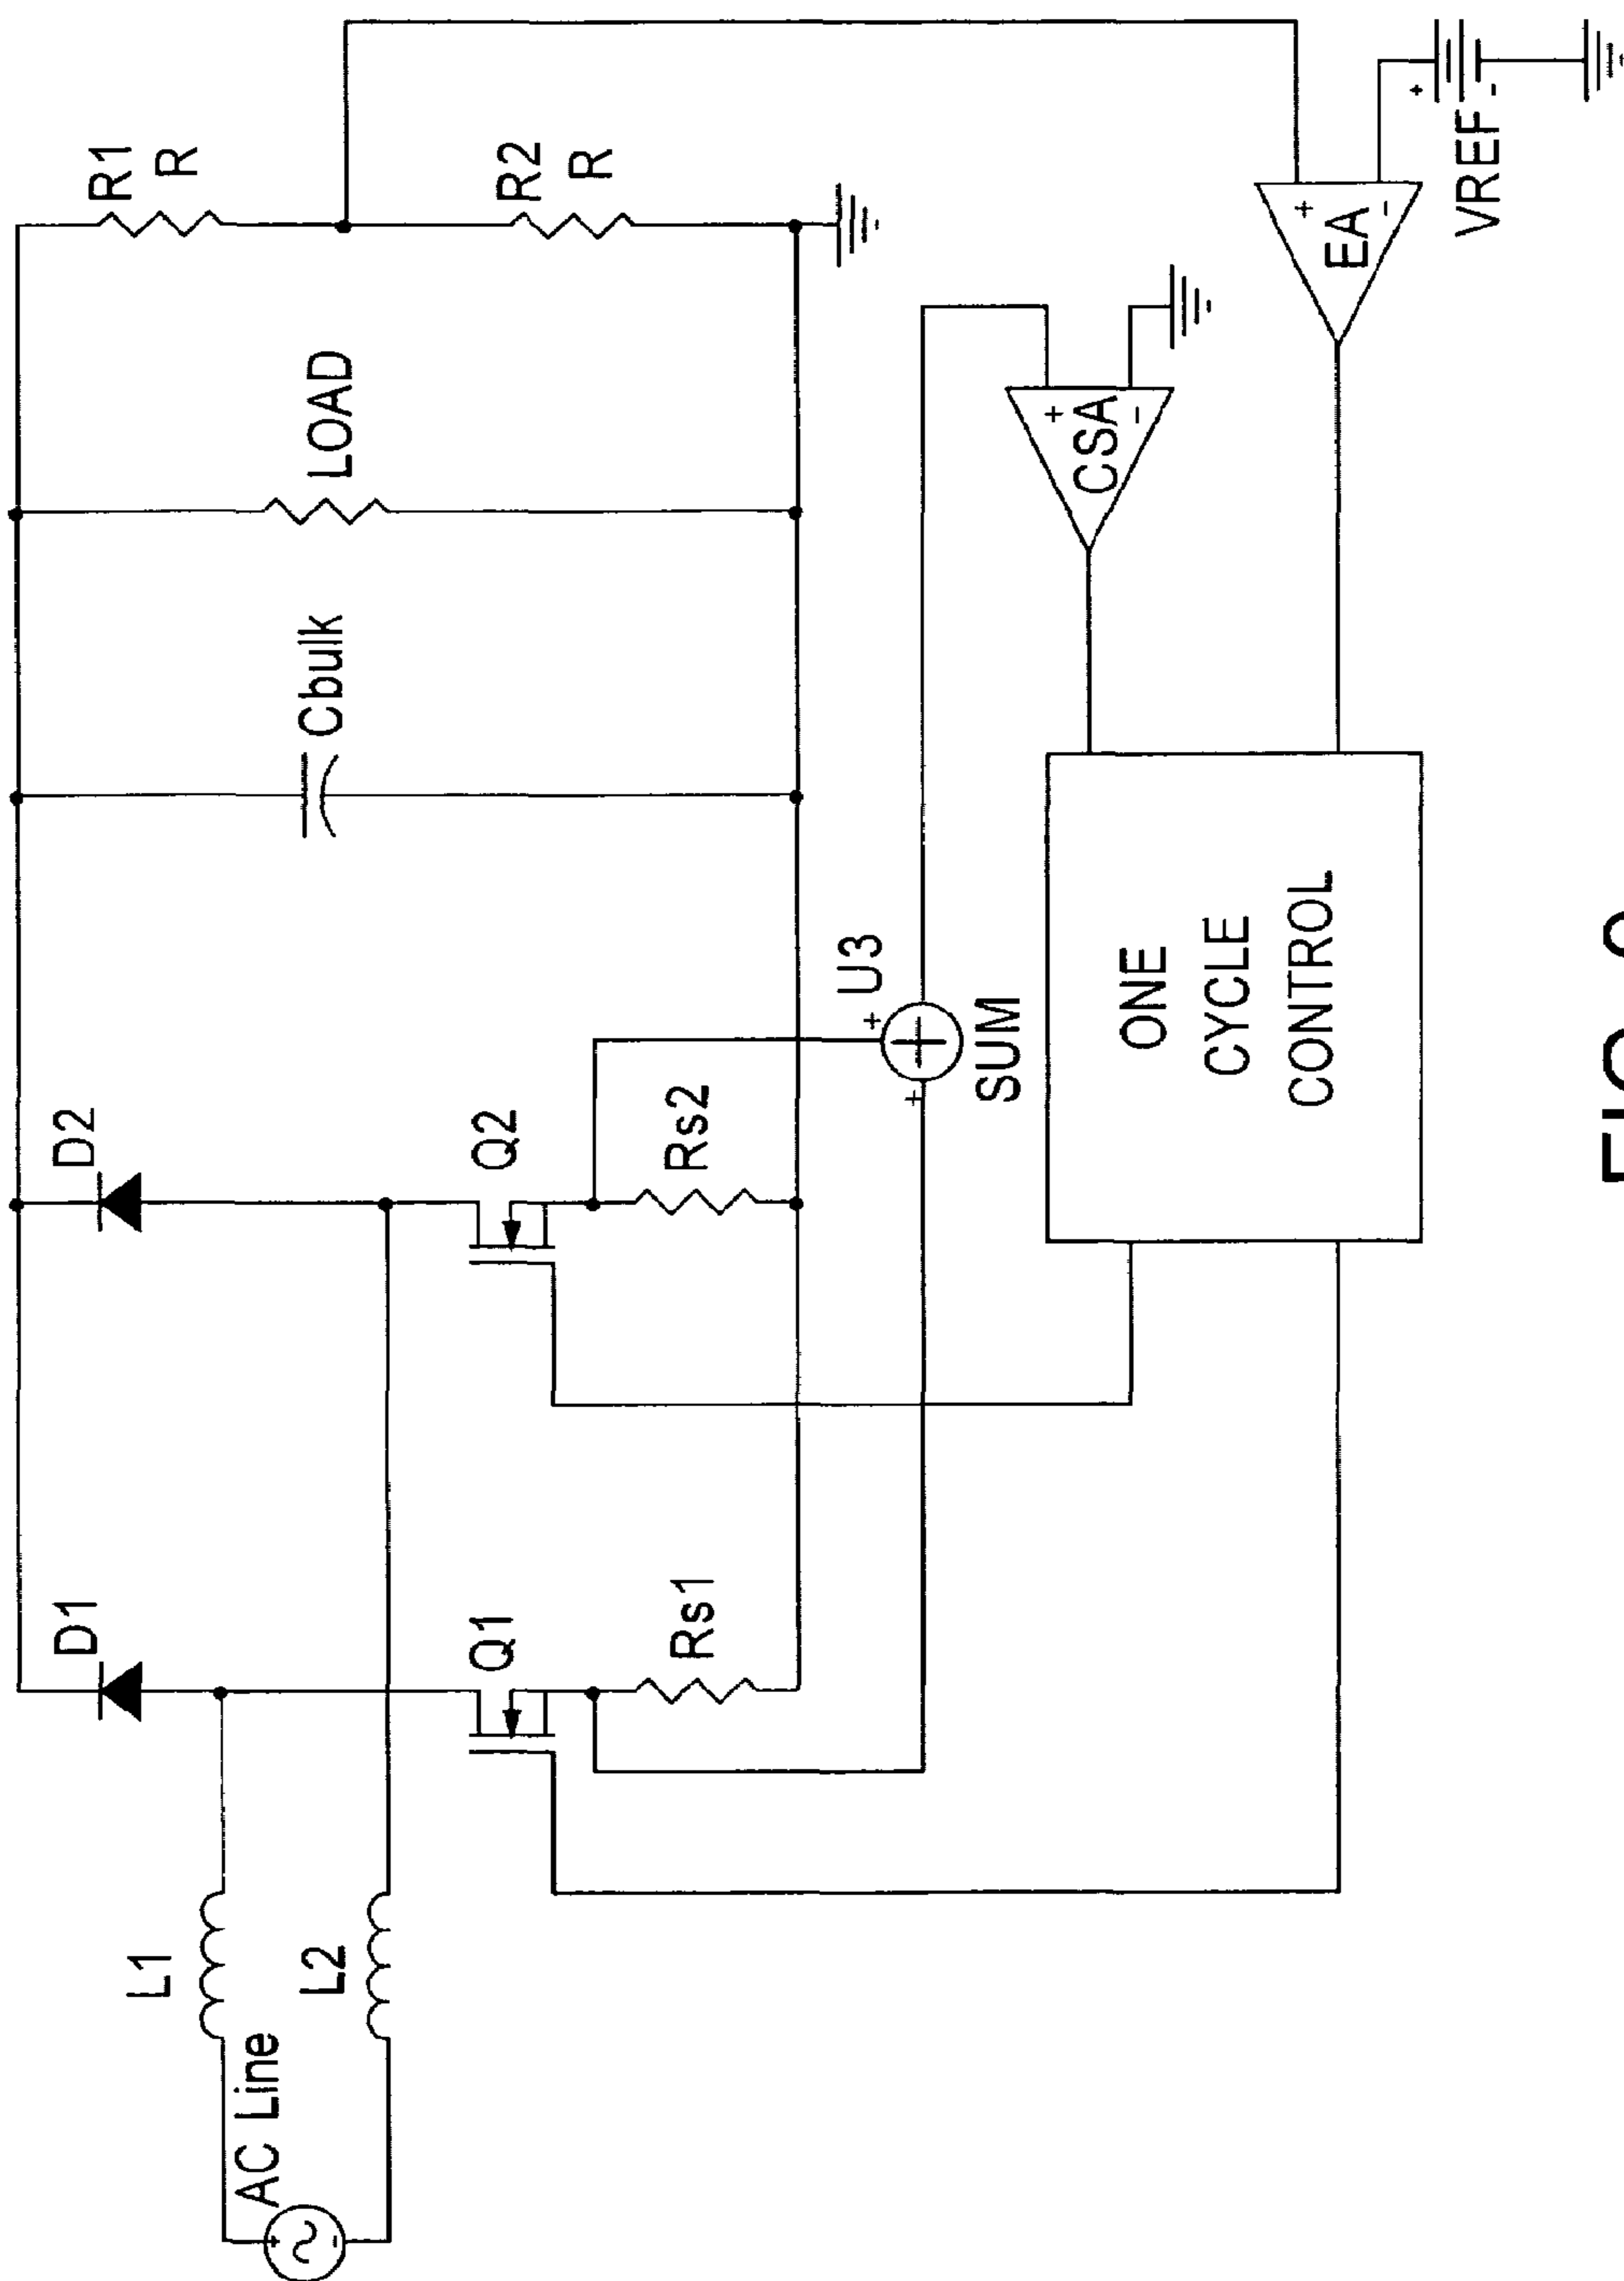 AC Line
L1
L2
D1
D2
Q1
Q2
Rs1
Rs2
Cbulk
LOAD
R1
R
R2
R
U3
SUM
CSA
+
-
EA
+
-
VREF
+
-
ONE
CYCLE
CONTROL